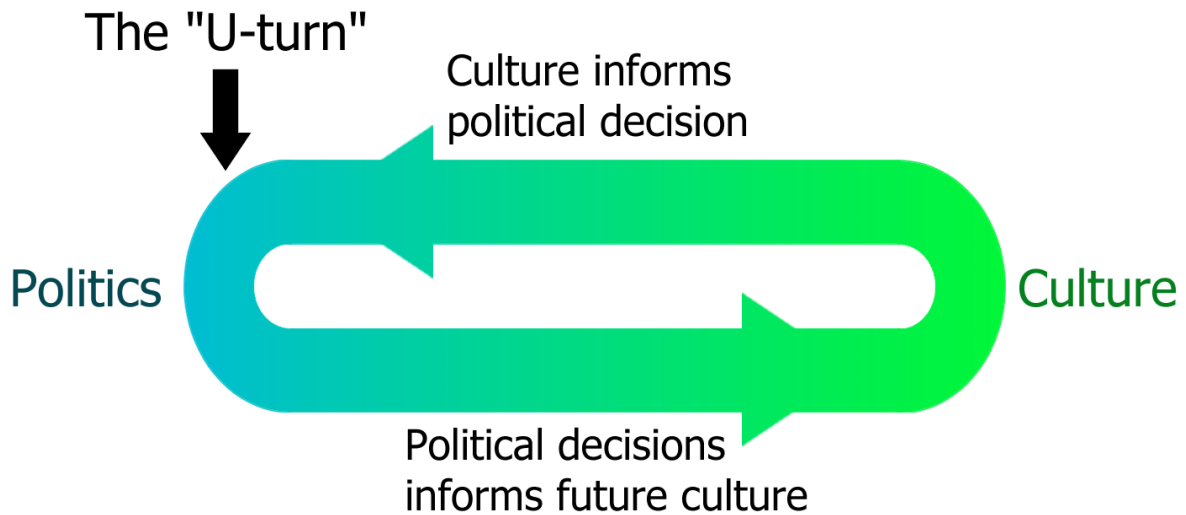 The "U-turn"
Culture informs
political decision
Politics
Culture
Political decisions
informs future culture